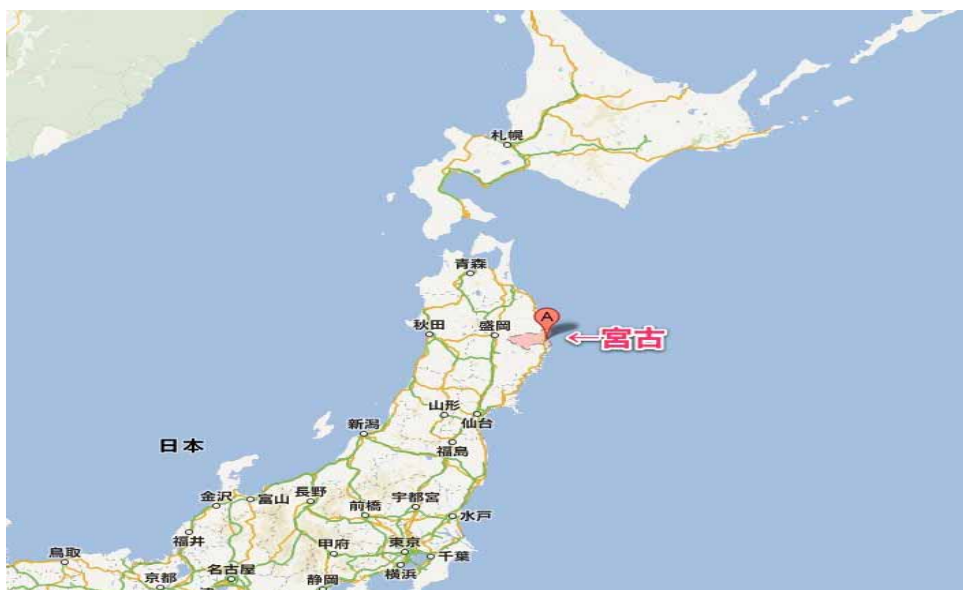 札幌
青森
A
秋田
盛岡
←宮古
山形
仙台
新潟
福島
日本
金沢
富山
長野
前橋
宇都宮
水戸
福井
鳥取
甲府
東京
千葉
横浜
名古屋
京都
静岡